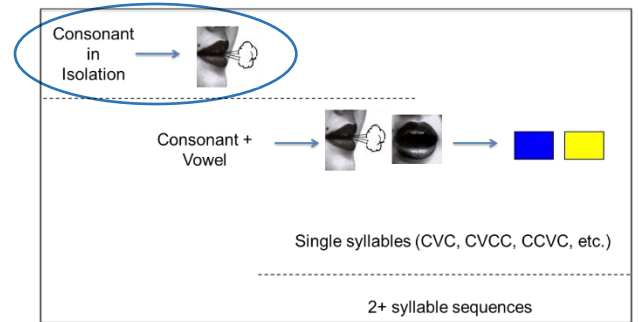 Consonant
in
Isolation
Consonant +
Vowel
Single syllables (CVC, CVCC, CCVC, etc.)
2+ syllable sequences